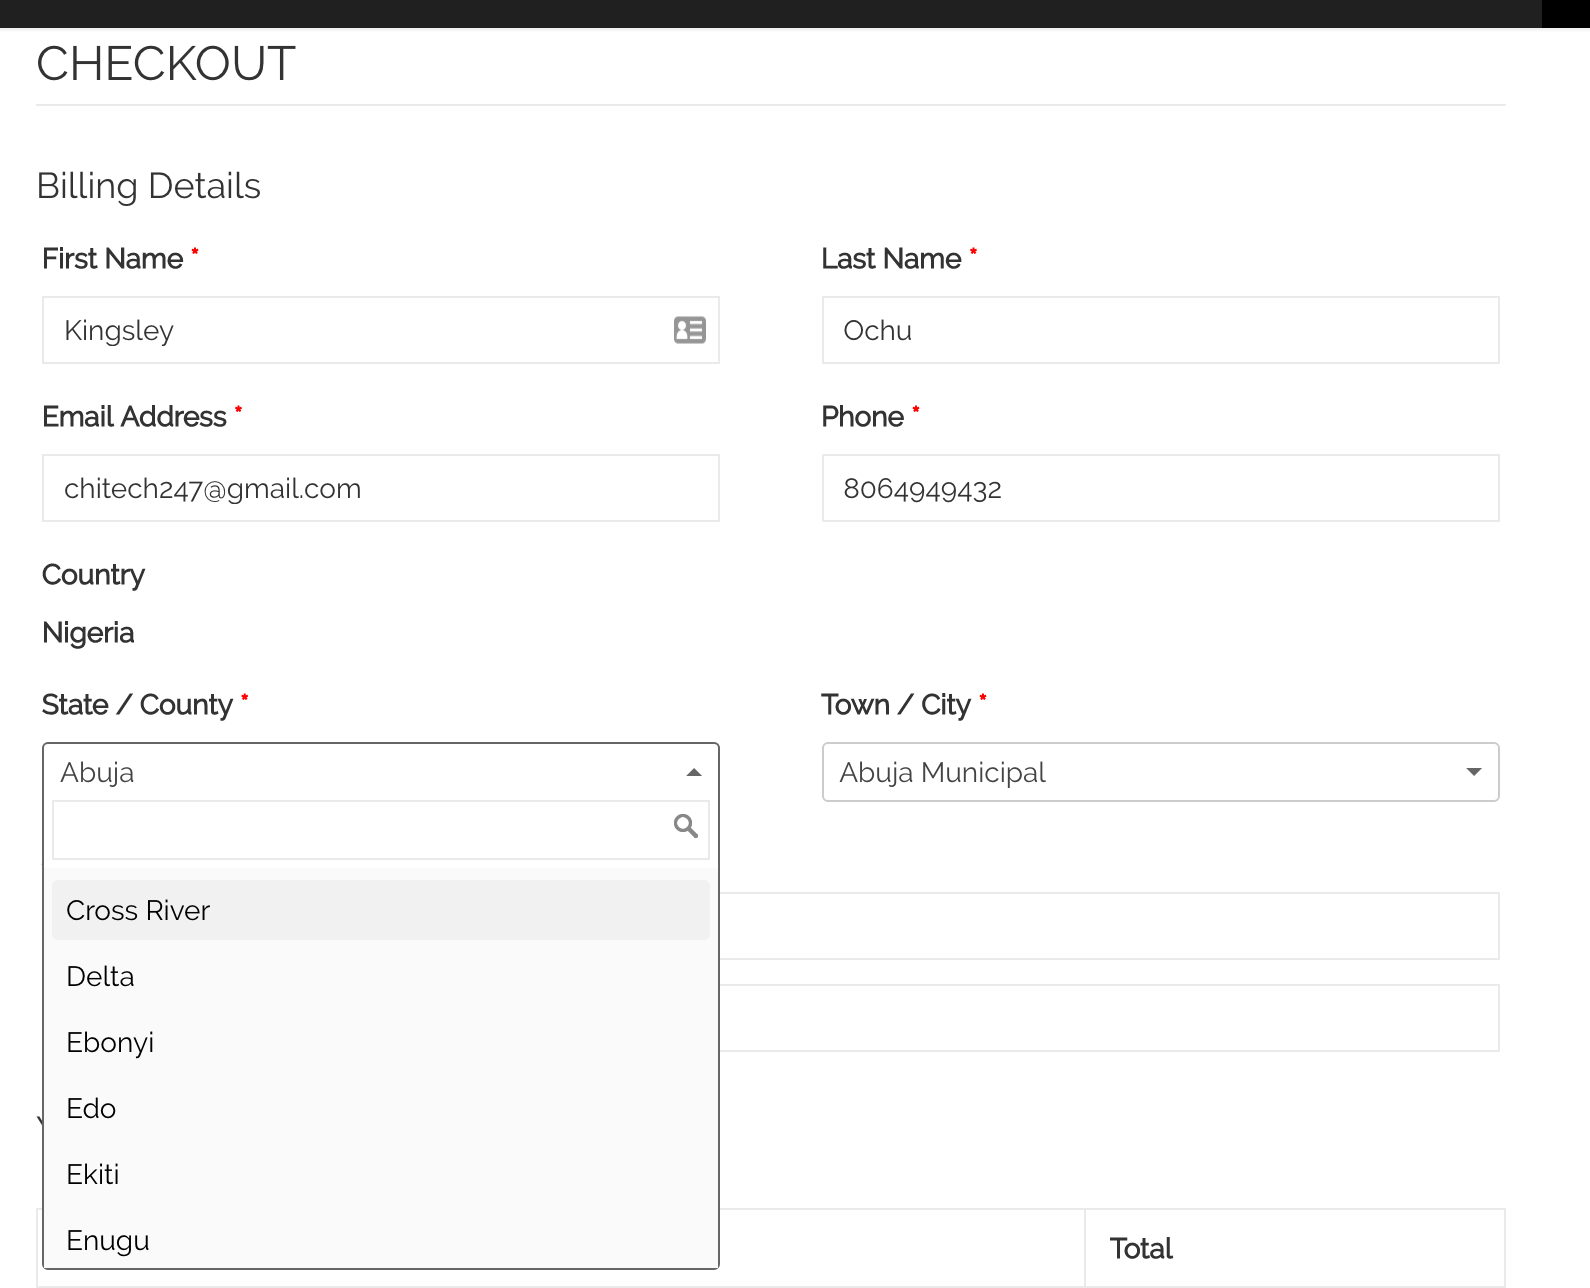 CHECKOUT
Billing Details
First Name *
Last Name *
Kingsley
Ochu
Email Address *
Phone *
chitech247@gmail.com
8064949432
Country
Nigeria
State / County *
Town / City *
Abuja
Abuja Municipal
Cross River
Delta
Ebonyi
Edo
Ekiti
Enugu
Total